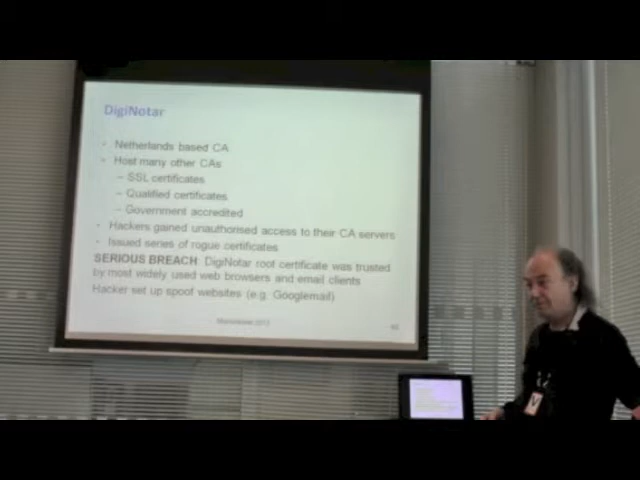 DigiNotar
• Netherlands based CA
• Host many other CAs
– SSL certificates
– Qualified certificates
– Government accredited
• Hackers gained unauthorised access to their CA servers
• Issued series of rogue certificates
SERIOUS BREACH: DigiNotar root certificate was trusted
by most widely used web browsers and email clients
Hacker set up spoof websites (e.g. Googlemail)